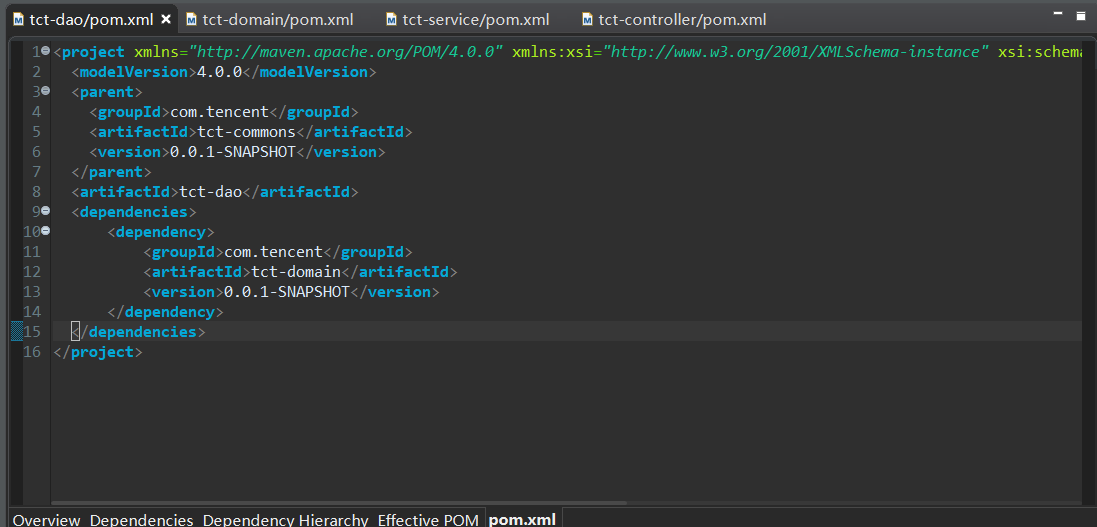 tct-dao/pom.xml tct-domain/pom.xml tct-service/pom.xml tct-controller/pom.xml
1 <project xmlns="http://maven.apache.org/POM/4.0.0" xmlns:xsi="http://www.w3.org/2001/XMLSchema-instance" xsi:schema
2 <modelVersion>4.0.0</modelVersion>
3 <parent>
4 <groupId>com.tencent</groupId>
5 <artifactId>tct-commons</artifactId>
6 <version>0.0.1-SNAPSHOT</version>
7 </parent>
8 <artifactId>tct-dao</artifactId>
9 <dependencies>
10 <dependency>
11 <groupId>com.tencent</groupId>
12 <artifactId>tct-domain</artifactId>
13 <version>0.0.1-SNAPSHOT</version>
14 </dependency>
15 </dependencies>
16 </project>
Overview Dependencies Dependency Hierarchy Effective POM pom.xml